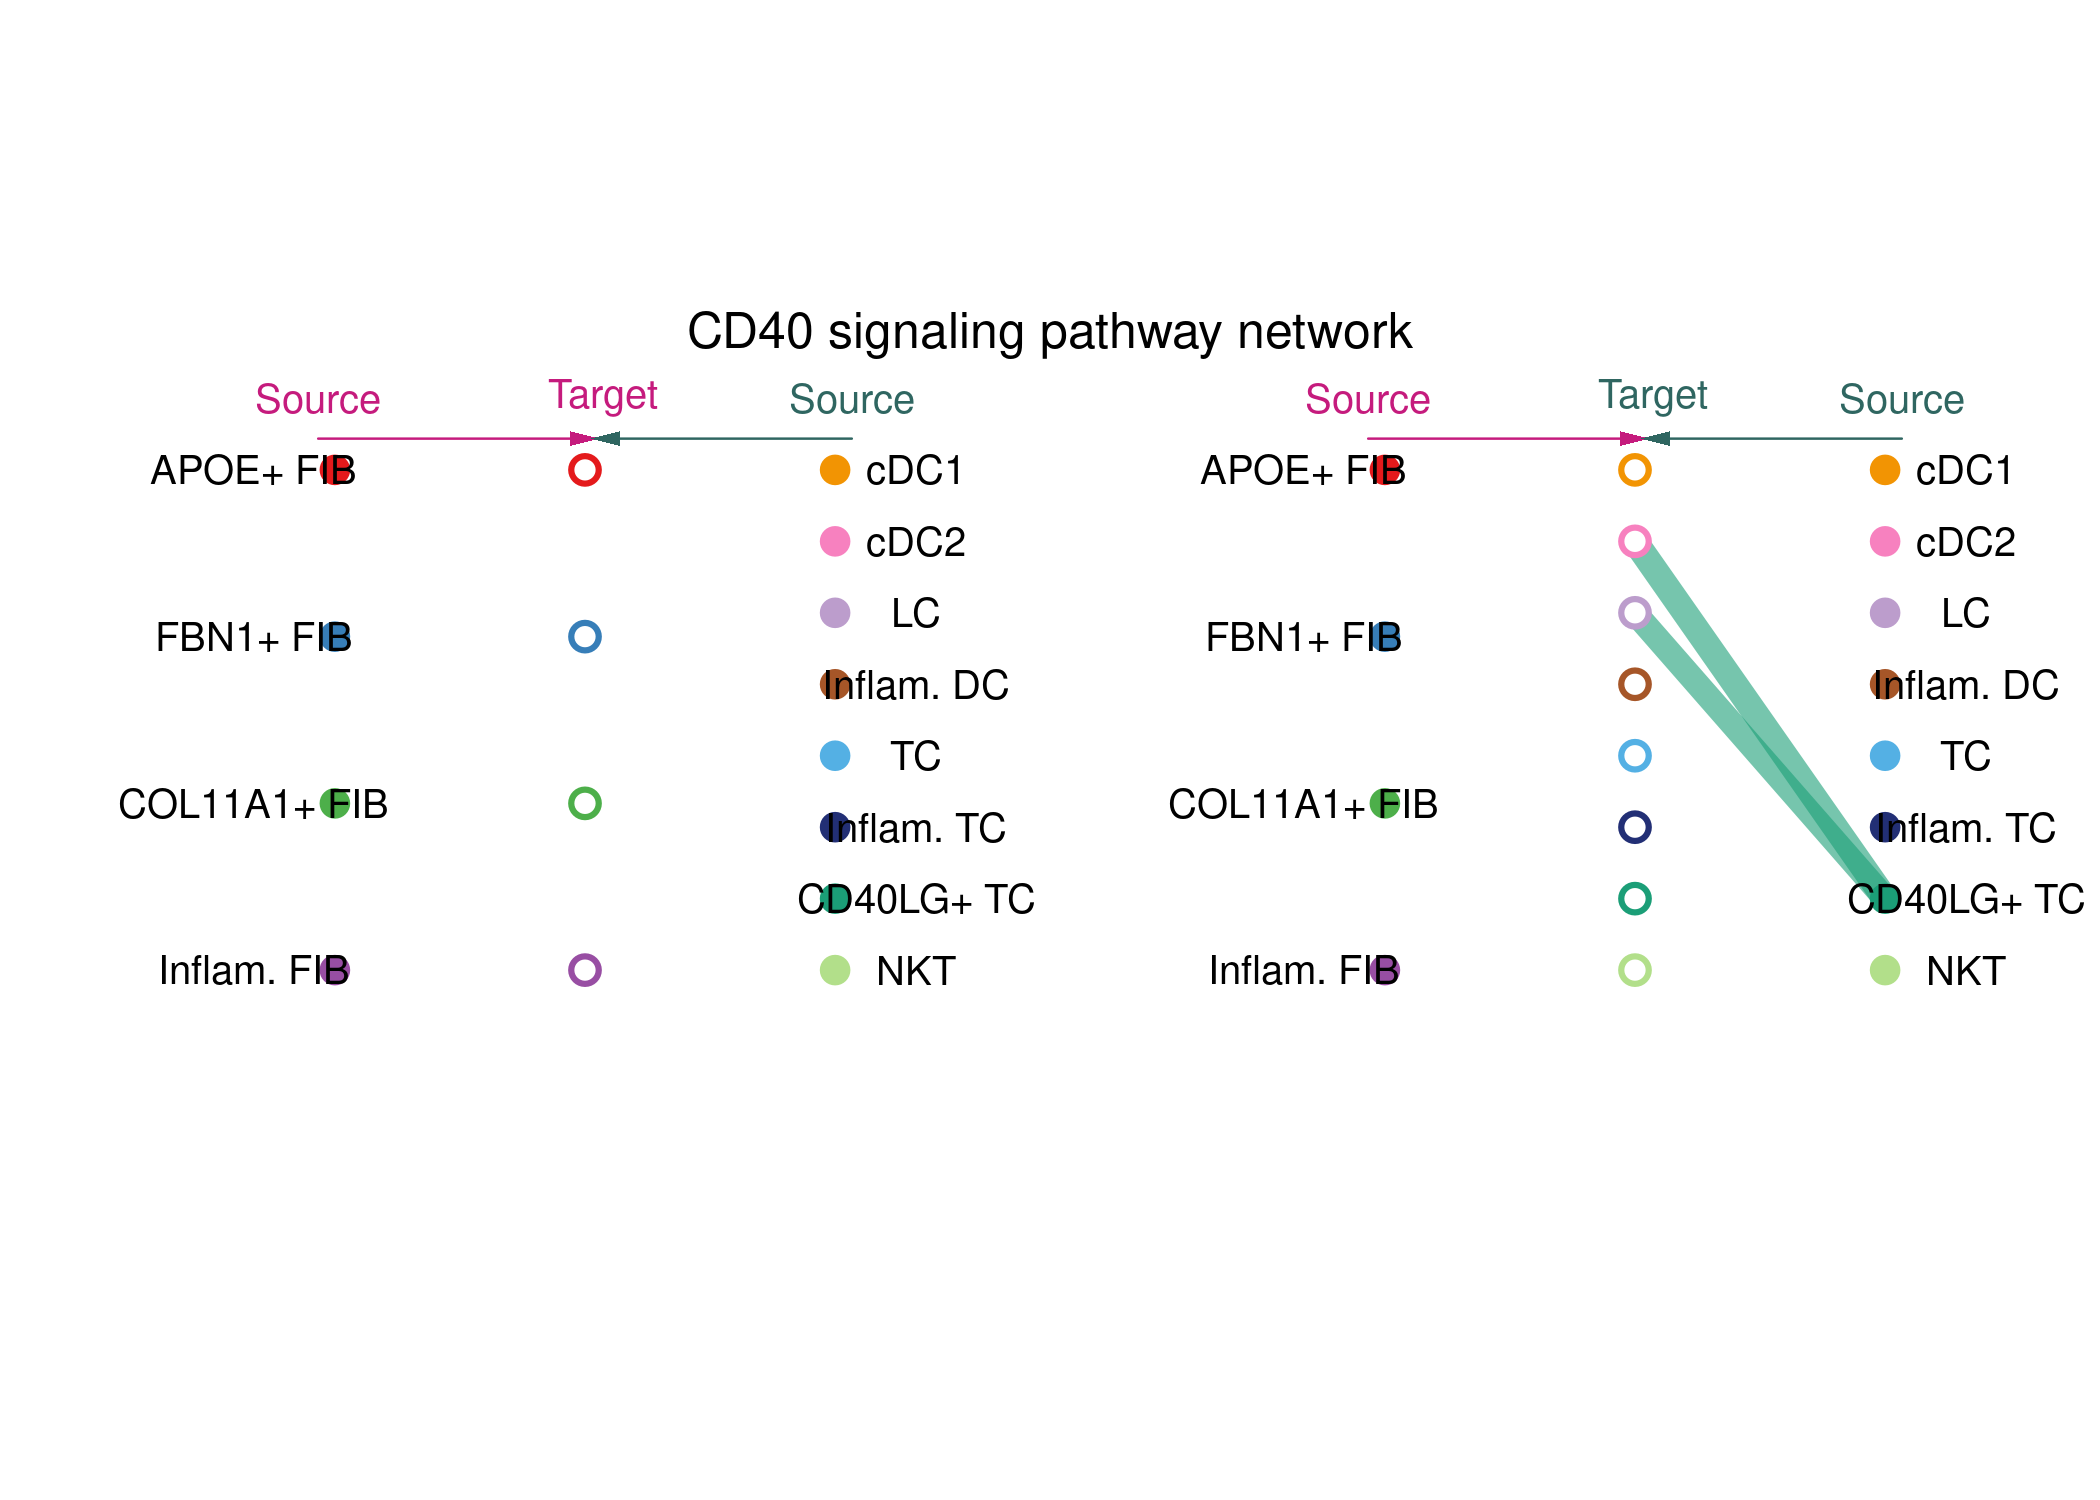 CD40 signaling pathway network
Source Target Source
APOE+ FIB
FBN1+ FIB
COL11A1+ FIB
Inflam. FIB
cDC1
cDC2
LC
Inflam. DC
TC
Inflam. TC
CD40LG+ TC
NKT
Source Target Source
APOE+ FIB
FBN1+ FIB
COL11A1+ FIB
Inflam. FIB
cDC1
cDC2
LC
Inflam. DC
TC
Inflam. TC
CD40LG+ TC
NKT